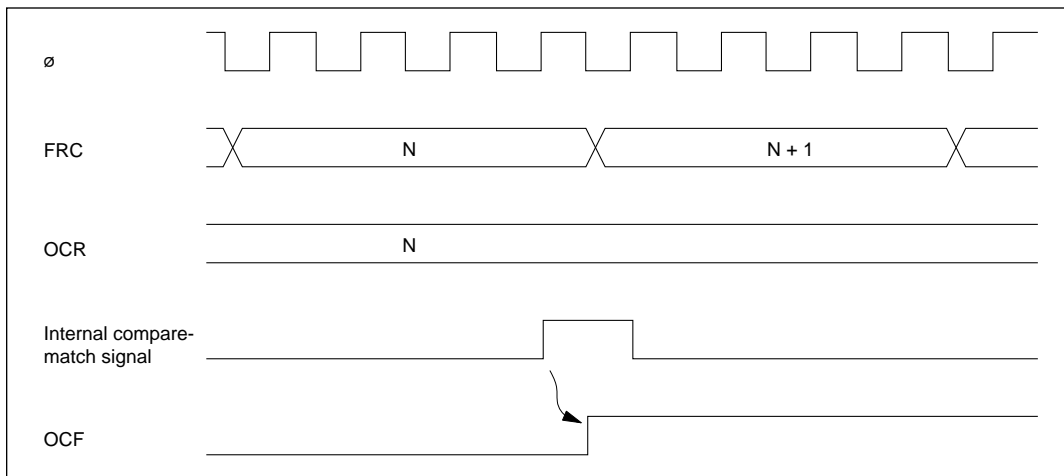 ø
FRC
N
N + 1
OCR
N
Internal compare-
match signal
OCF